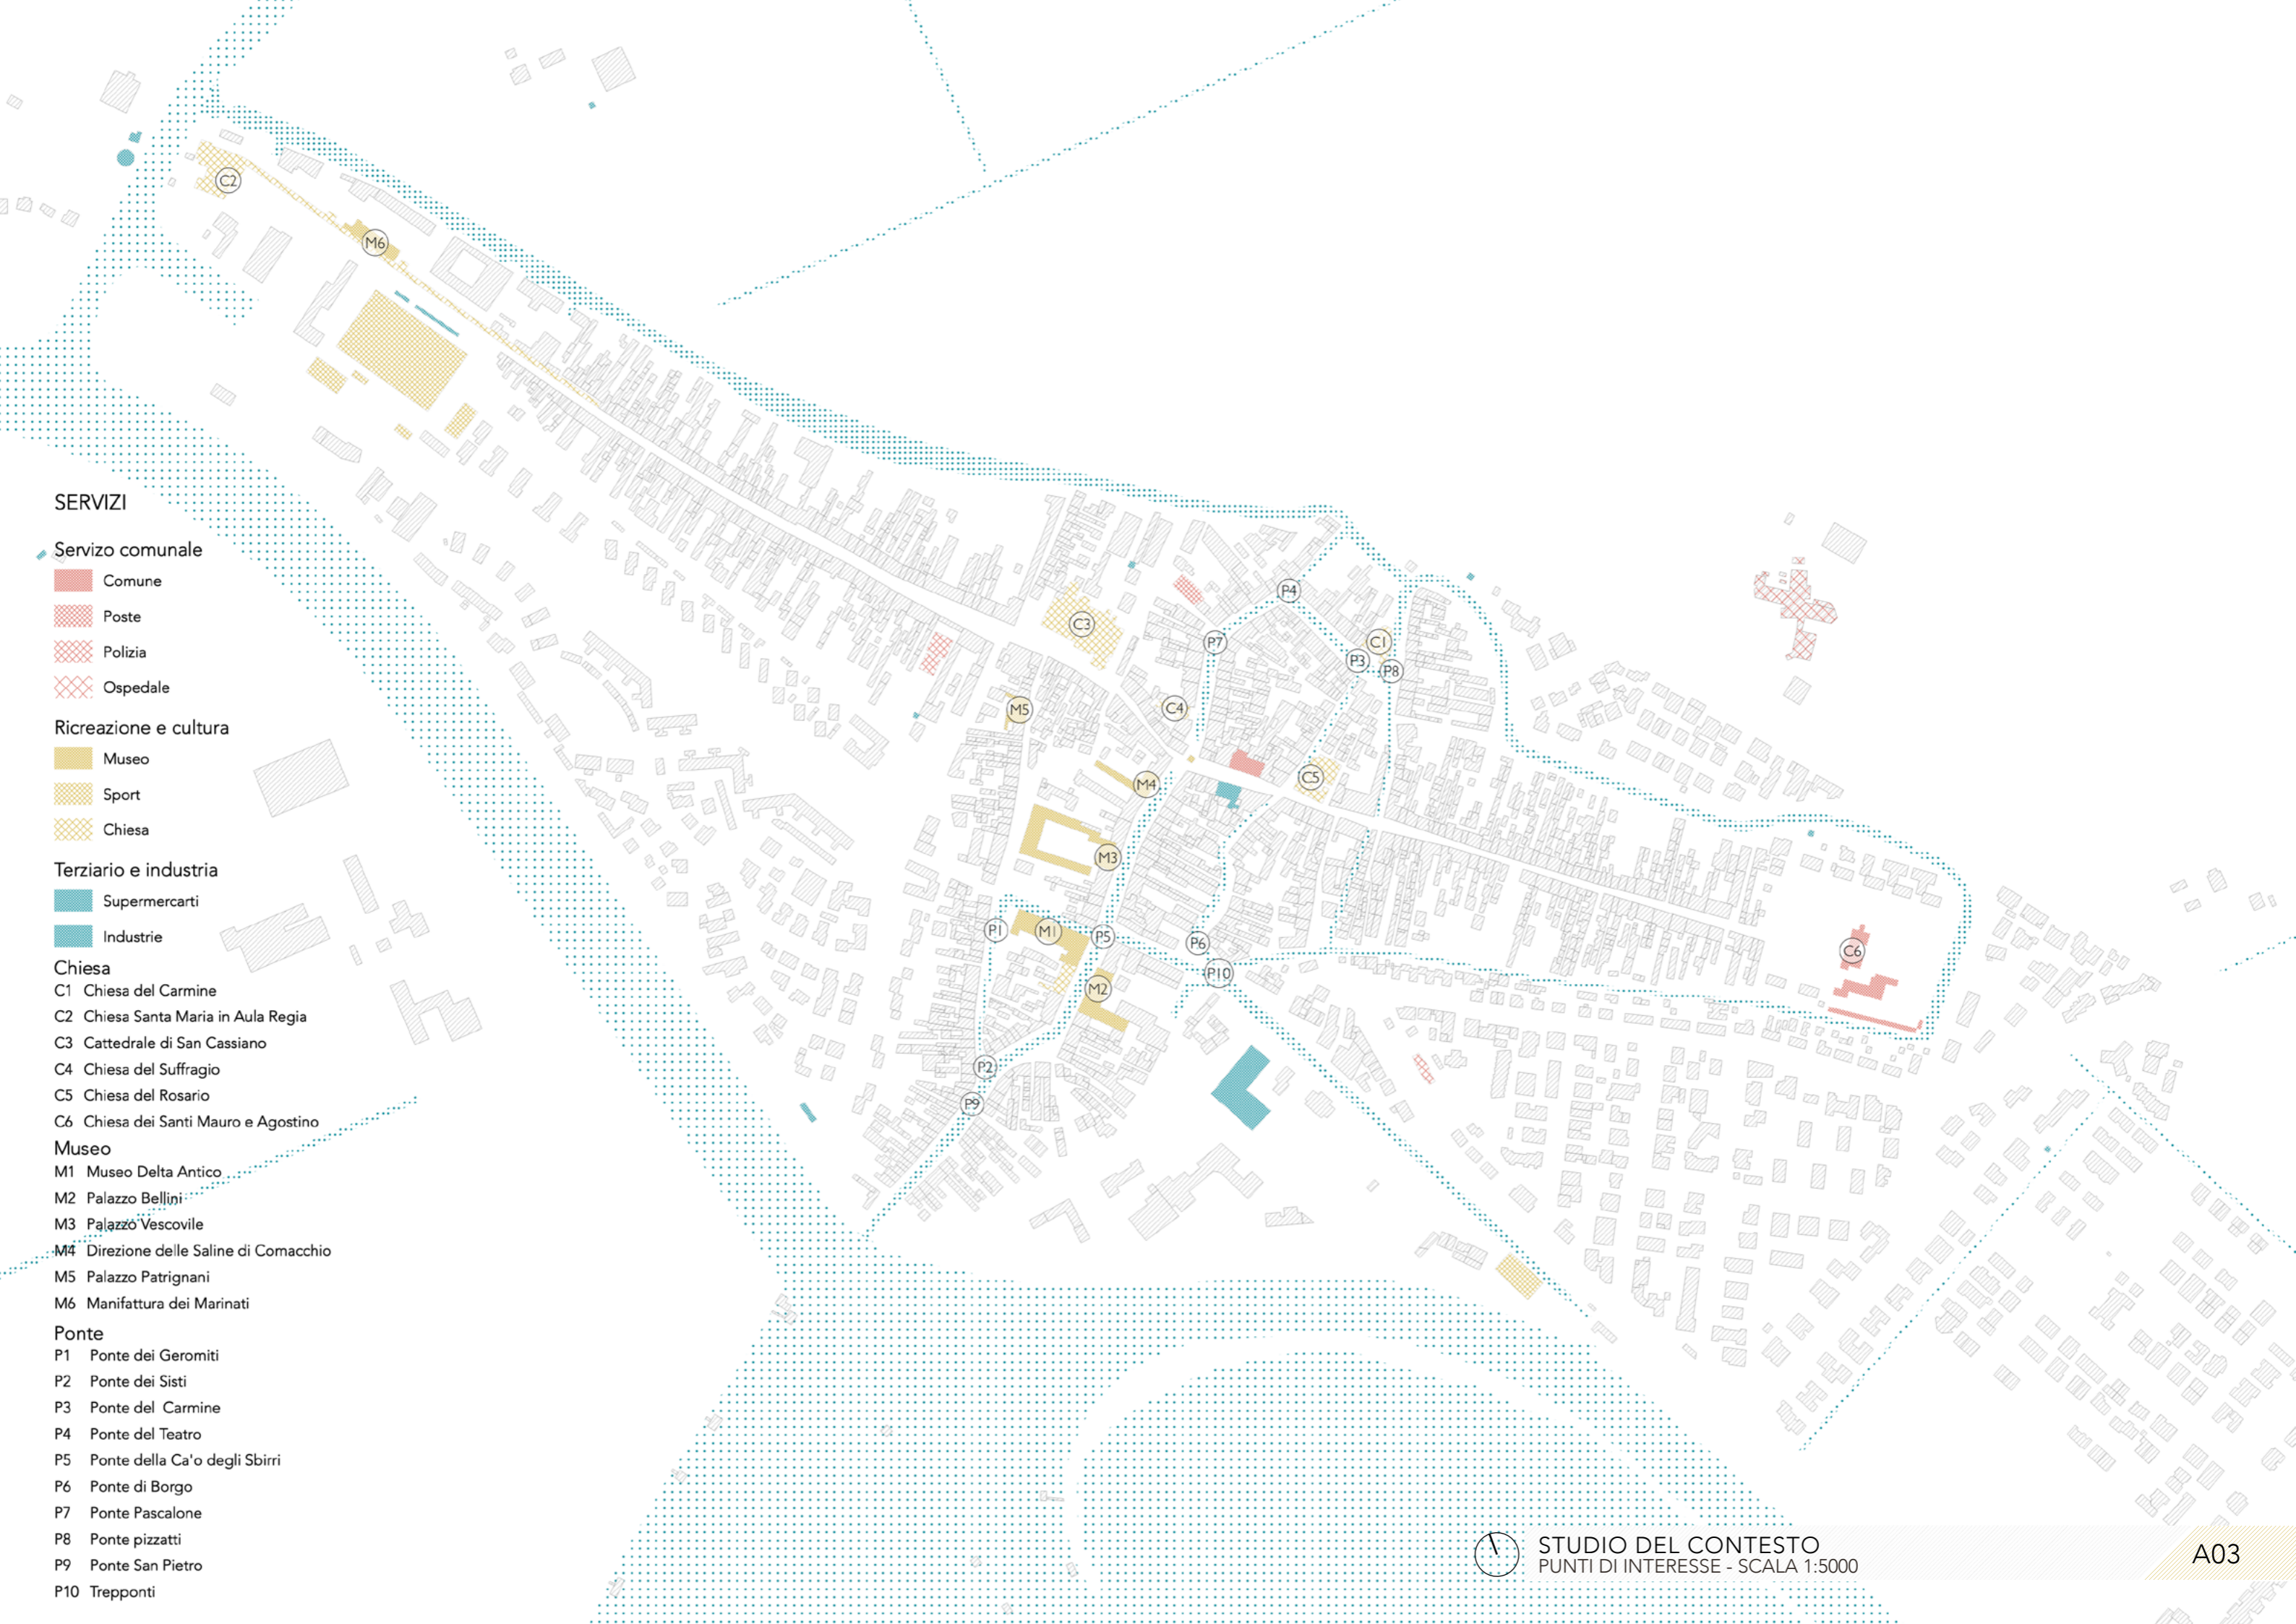 C2
M6
SERVIZI
Servizo comunale
Comune
Poste
Polizia
Ospedale
Ricreazione e cultura
Museo
Sport
Chiesa
Terziario e industria
Supermercarti
Industrie
Chiesa
C1 Chiesa del Carmine
C2 Chiesa Santa Maria in Aula Regia
C3 Cattedrale di San Cassiano
C4 Chiesa del Suffragio
C5 Chiesa del Rosario
C6 Chiesa dei Santi Mauro e Agostino
Museo
M1 Museo Delta Antico
M2 Palazzo Bellini
M3 Palazzo Vescovile
M4 Direzione delle Saline di Comacchio
M5 Palazzo Patrignani
M6 Manifattura dei Marinati
Ponte
P1 Ponte dei Geromiti
P2 Ponte dei Sisti
P3 Ponte del Carmine
P4 Ponte del Teatro
P5 Ponte della Ca'o degli Sbirri
P6 Ponte di Borgo
P7 Ponte Pascalone
P8 Ponte pizzatti
P9 Ponte San Pietro
P10 Trepponti
P4
C3
P7
C1
P3
P8
M5
C4
C5
M4
M3
P1
M1
P5
P6
C6
P10
M2
P2
P9
STUDIO DEL CONTESTO
PUNTI DI INTERESSE - SCALA 1:5000
A03